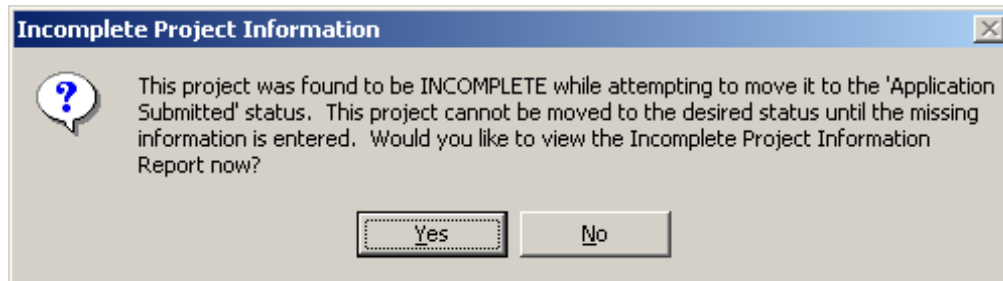 Incomplete Project Information
This project was found to be INCOMPLETE while attempting to move it to the 'Application
Submitted' status.  This project cannot be moved to the desired status until the missing
information is entered.  Would you like to view the Incomplete Project Information
Report now?
Yes No